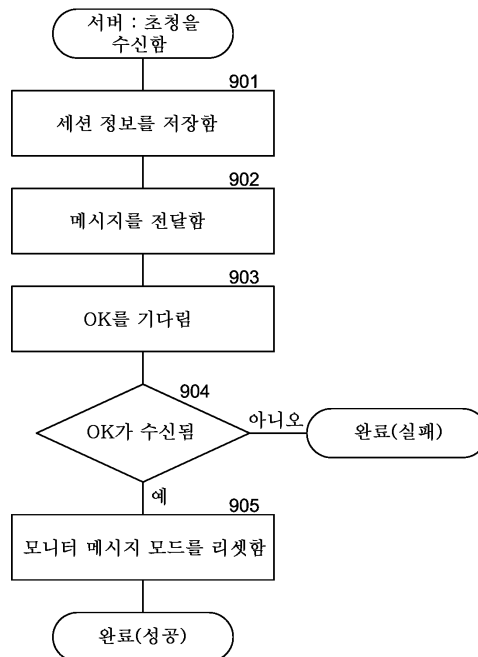 서버 : 초청을
수신함
901
세션 정보를 저장함
902
메시지를 전달함
903
OK를 기다림
904
OK가 수신됨
아니오
완료(실패)
예
905
모니터 메시지 모드를 리셋함
완료(성공)